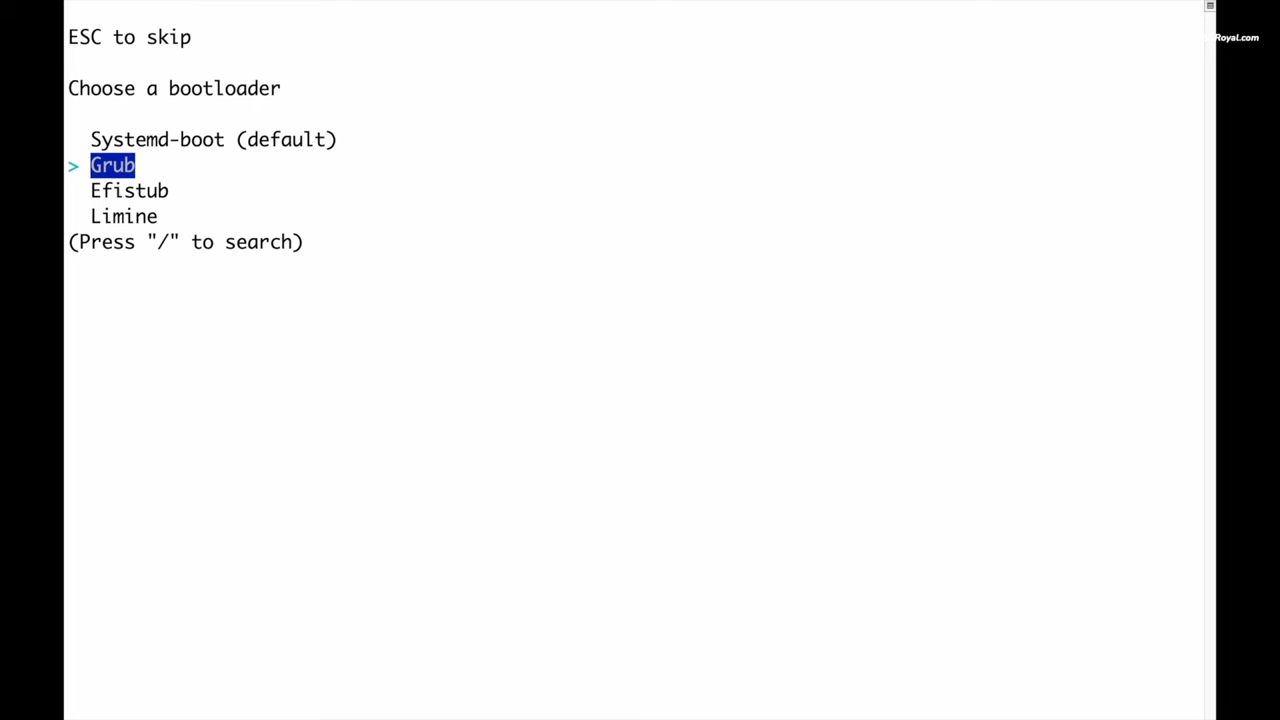 ESC to skip
Royal.com
Choose a bootloader
Systemd-boot (default)
> Grub
Efistub
Limine
(Press "/" to search)